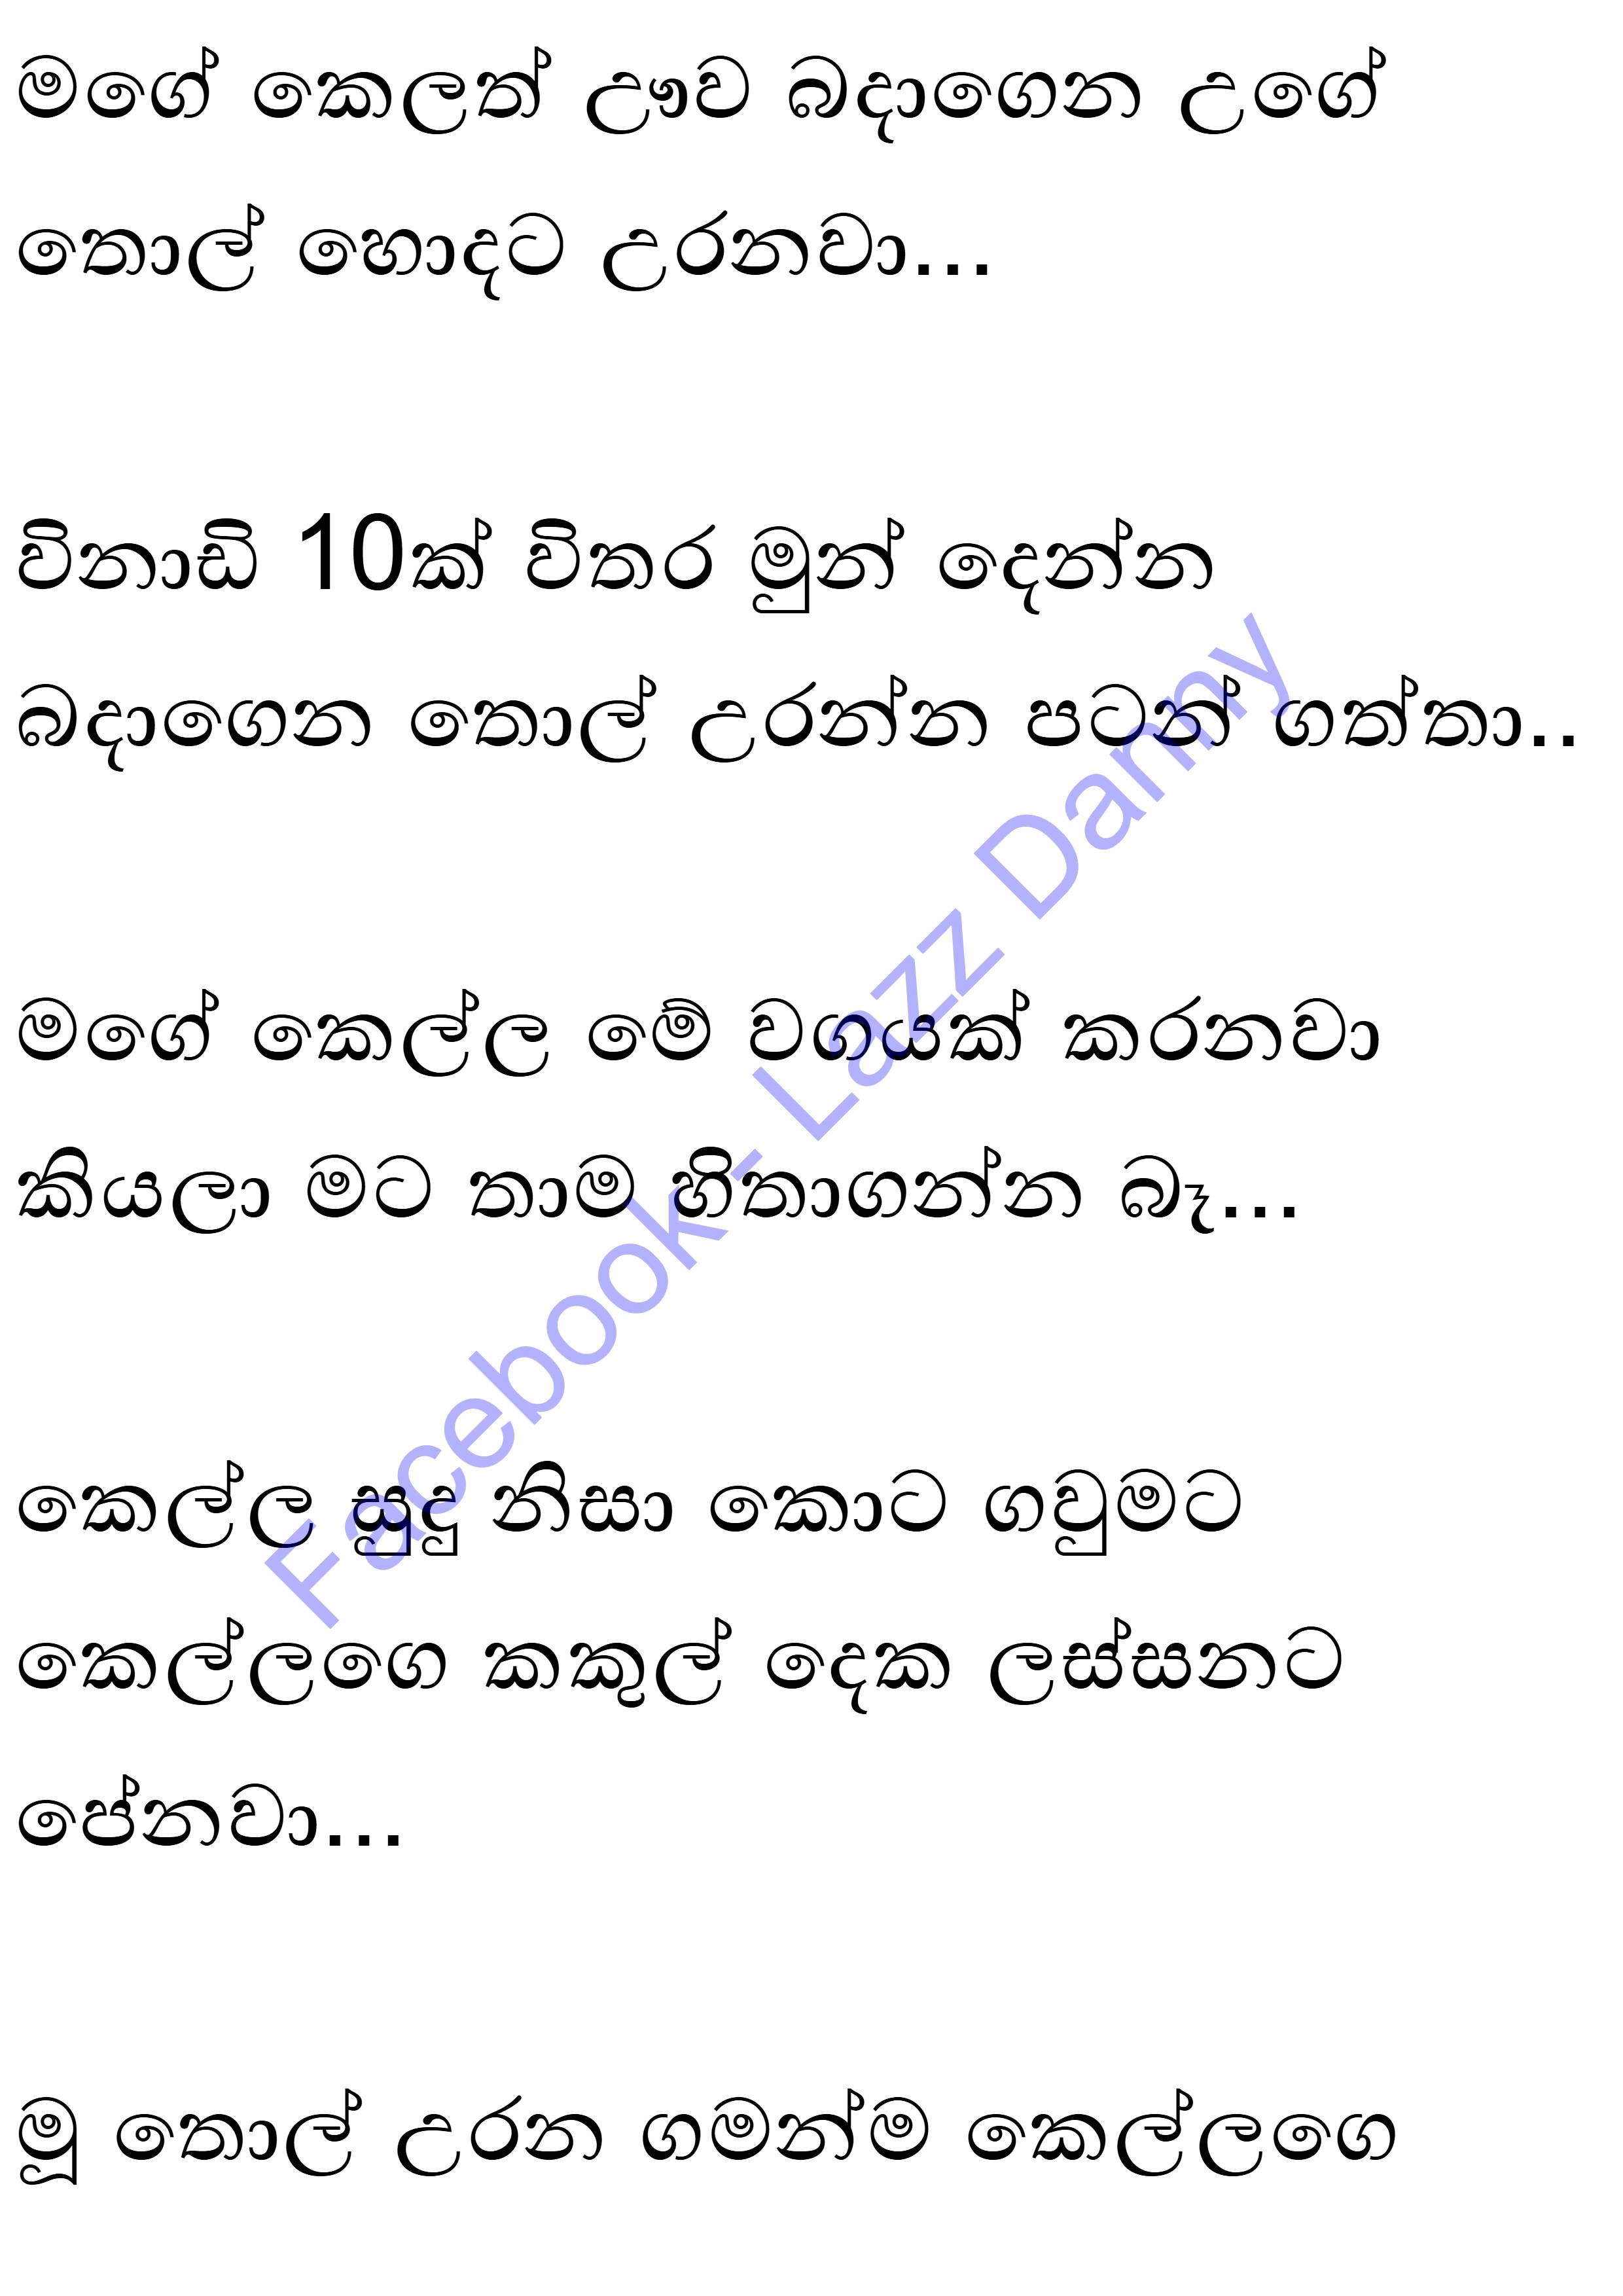 මගේ කෙලත් ඌව බදාගෙන උගේ
තොල් හොදට උරනවා...
විනාඩි 10ක් විතර මුන් දෙන්න
බදාගෙන තොල් උරන්න පටන් ගත්තා..
මගේ කෙල්ල මේ වගයක් කරනවා
කියලා මට තාම හිතාගන්න බෑ...
කෙල්ල සුදු නිසා කොට ගවුමට
කෙල්ලගෙ කකුල් දෙක ලස්සනට
පේනවා...
මූ තොල් උරන ගමන්ම කෙල්ලගෙ
Facebook- Lazz Danny